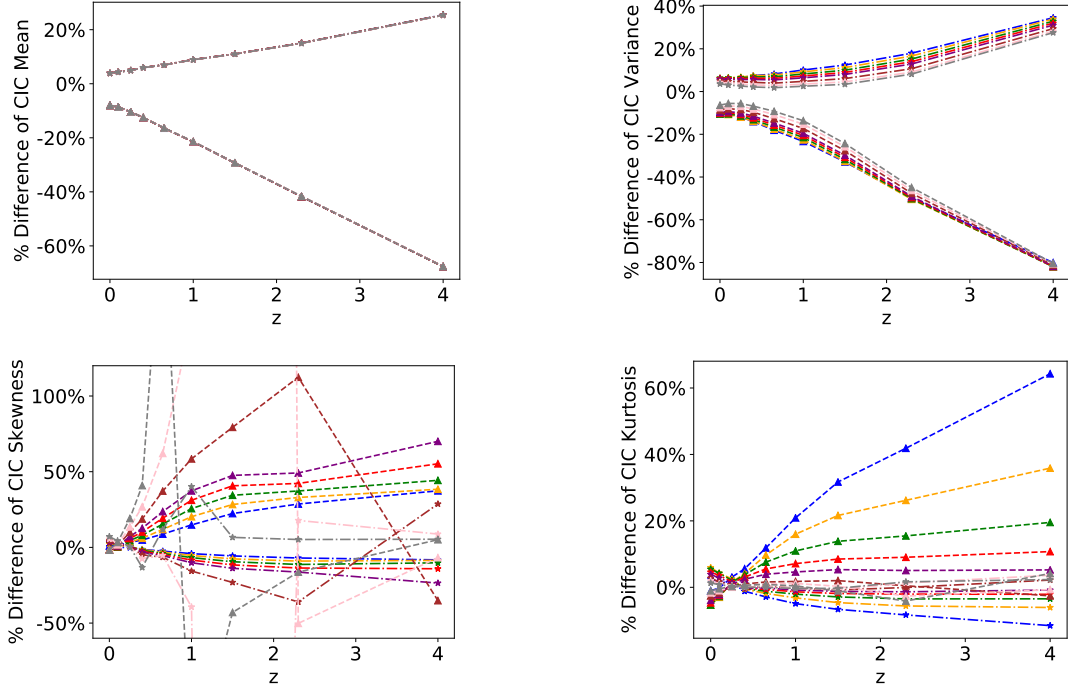 % Difference of CIC Mean
20%
0%
-20%
-40%
-60%
0 1 2 3 4
z
% Difference of CIC Variance
40%
20%
0%
-20%
-40%
-60%
-80%
0 1 2 3 4
z
% Difference of CIC Skewness
100%
50%
0%
-50%
0 1 2 3 4
z
% Difference of CIC Kurtosis
60%
40%
20%
0%
0 1 2 3 4
z